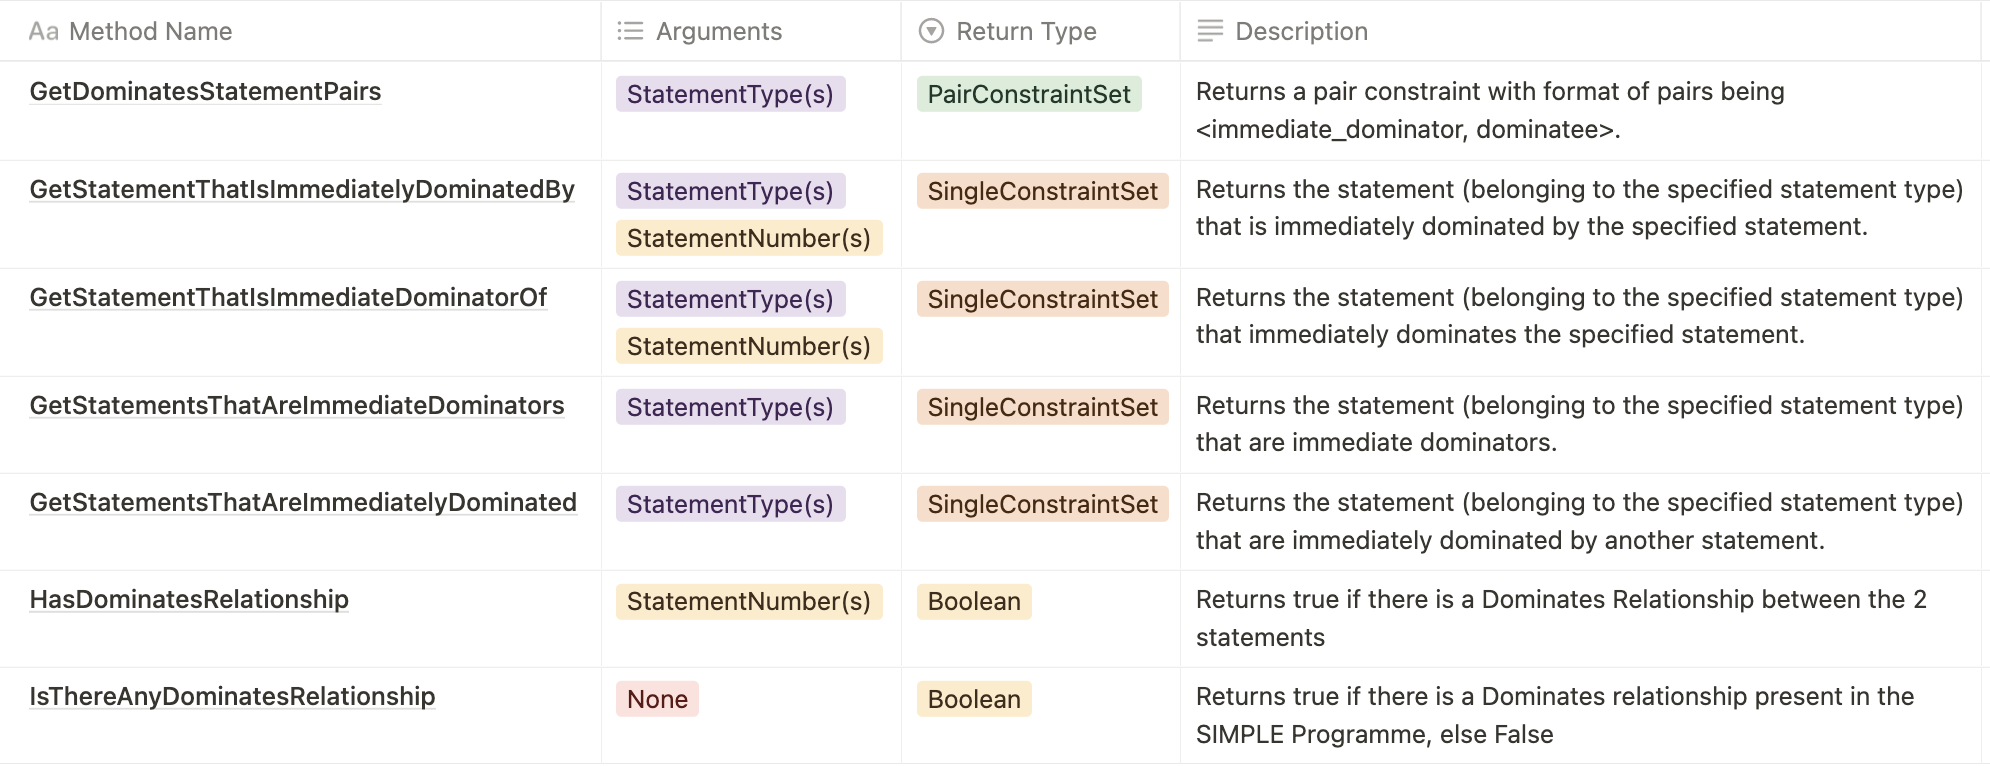 Aa Method Name
Arguments
Return Type
Description
GetDominatesStatementPairs
StatementType(s)
PairConstraintSet
Returns a pair constraint with format of pairs being
<immediate_dominator, dominatee>.
GetStatementThatIsImmediatelyDominatedBy
StatementType(s)
StatementNumber(s)
SingleConstraintSet
Returns the statement (belonging to the specified statement type)
that is immediately dominated by the specified statement.
GetStatementThatIsImmediateDominatorOf
StatementType(s)
StatementNumber(s)
SingleConstraintSet
Returns the statement (belonging to the specified statement type)
that immediately dominates the specified statement.
GetStatementsThatAreImmediateDominators
StatementType(s)
SingleConstraintSet
Returns the statement (belonging to the specified statement type)
that are immediate dominators.
GetStatementsThatAreImmediatelyDominated
StatementType(s)
SingleConstraintSet
Returns the statement (belonging to the specified statement type)
that are immediately dominated by another statement.
HasDominatesRelationship
StatementNumber(s)
Boolean
Returns true if there is a Dominates Relationship between the 2
statements
IsThereAnyDominatesRelationship
None
Boolean
Returns true if there is a Dominates relationship present in the
SIMPLE Programme, else False